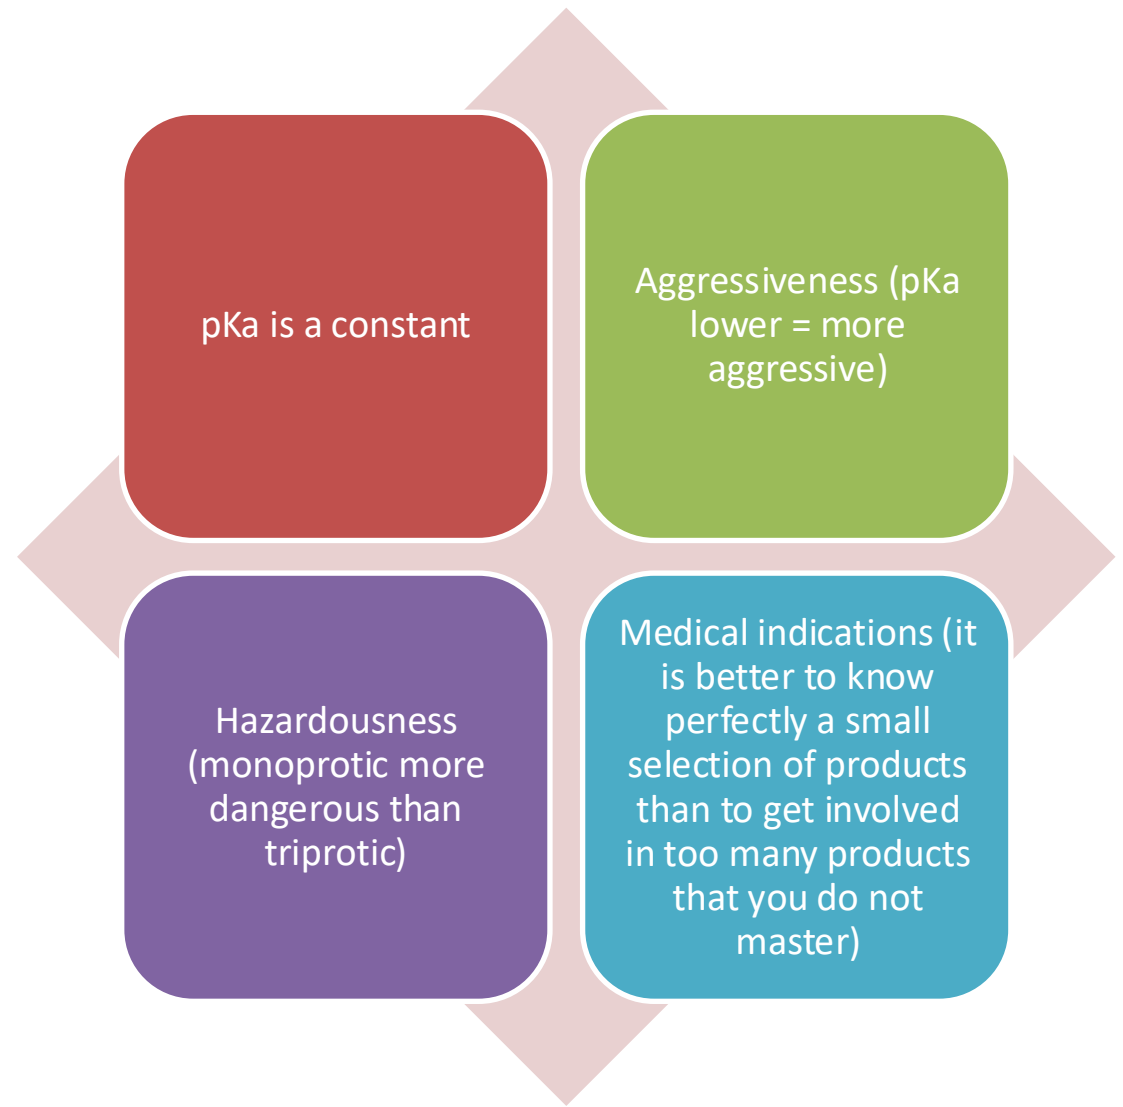 pKa is a constant
Aggressiveness (pKa
lower = more
aggressive)
Hazardousness
(monoprotic more
dangerous than
triprotic)
Medical indications (it
is better to know
perfectly a small
selection of products
than to get involved
in too many products
that you do not
master)